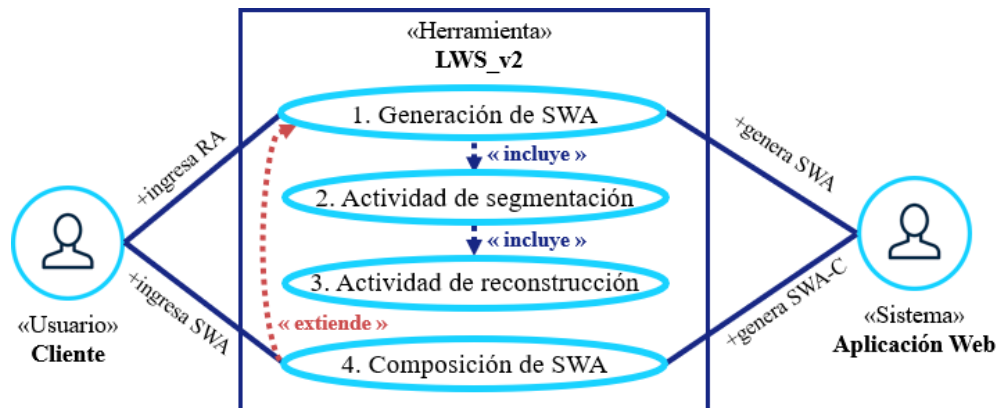 «Herramienta»
LWS_v2
1. Generación de SWA
+ingresa RA
+genera SWA
« incluye »
2. Actividad de segmentación
« incluye »
3. Actividad de reconstrucción
+ingresa SWA
+genera SWA-C
«Usuario»
Cliente
« extiende »
«Sistema»
Aplicación Web
4. Composición de SWA